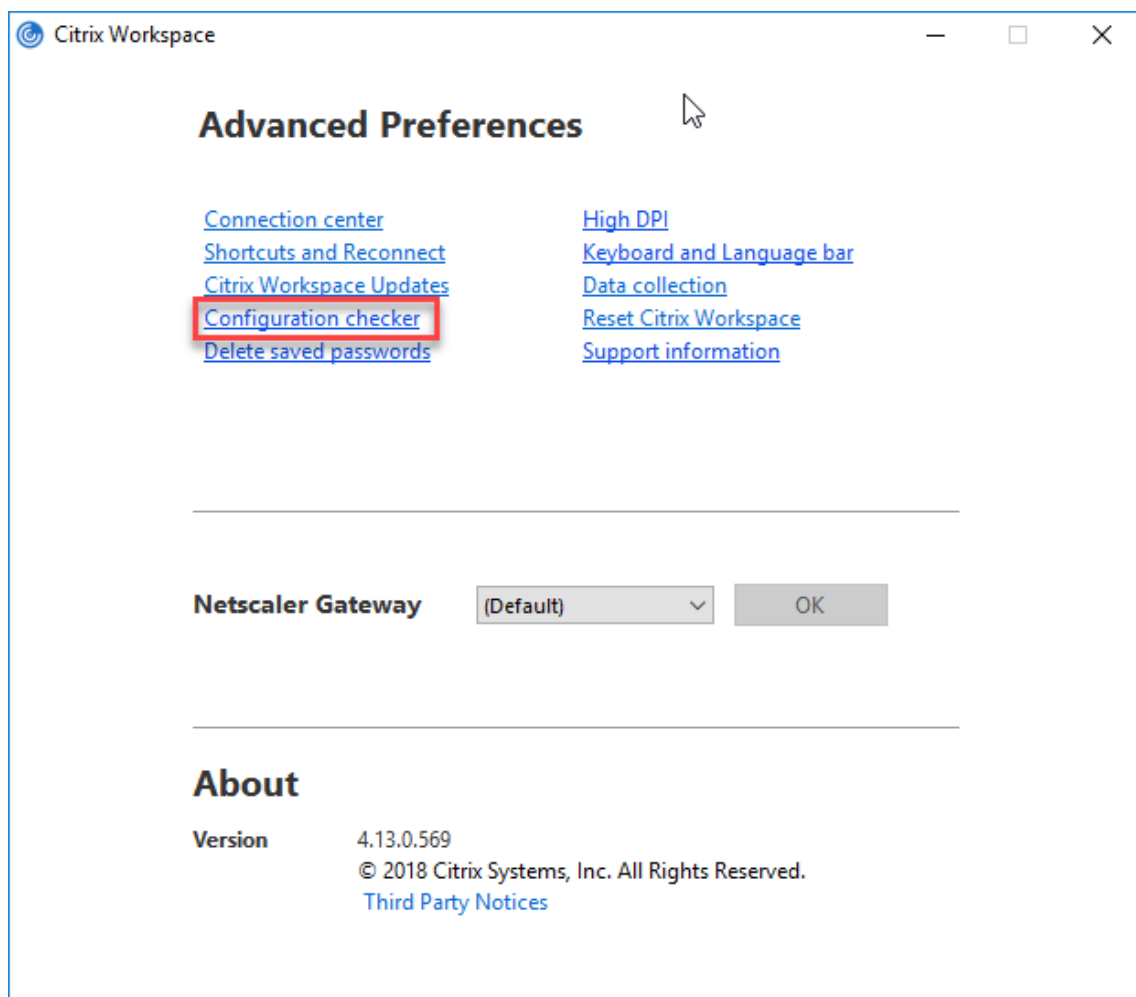 Citrix Workspace
Advanced Preferences
Connection center
Shortcuts and Reconnect
Citrix Workspace Updates
Configuration checker
Delete saved passwords
High DPI
Keyboard and Language bar
Data collection
Reset Citrix Workspace
Support information
Netscaler Gateway (Default) OK
About
Version 4.13.0.569
© 2018 Citrix Systems, Inc. All Rights Reserved.
Third Party Notices